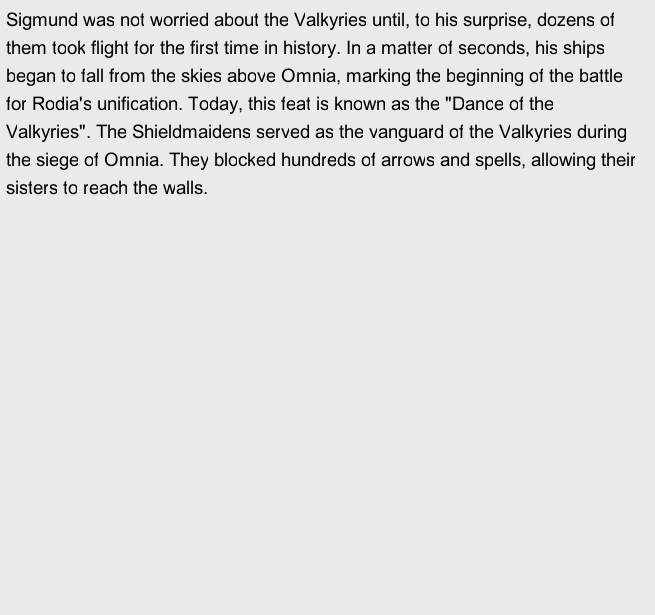 Sigmund was not worried about the Valkyries until, to his surprise, dozens of
them took flight for the first time in history. In a matter of seconds, his ships
began to fall from the skies above Omnia, marking the beginning of the battle
for Rodia's unification. Today, this feat is known as the "Dance of the
Valkyries". The Shieldmaidens served as the vanguard of the Valkyries during
the siege of Omnia. They blocked hundreds of arrows and spells, allowing their
sisters to reach the walls.